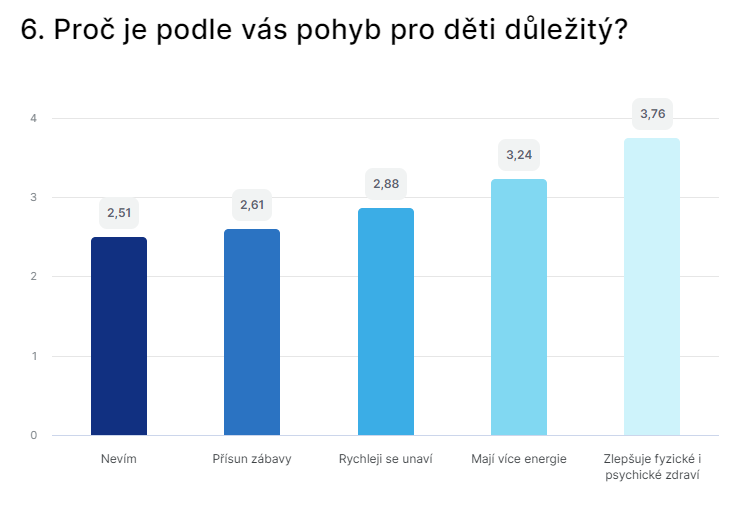 6. Proč je podle vás pohyb pro děti důležitý?
4
3
2
1
0
2,51
2,61
2,88
3,24
3,76
Nevím
Přísun zábavy
Rychleji se unaví
Mají více energie
Zlepšuje fyzické i
psychické zdraví